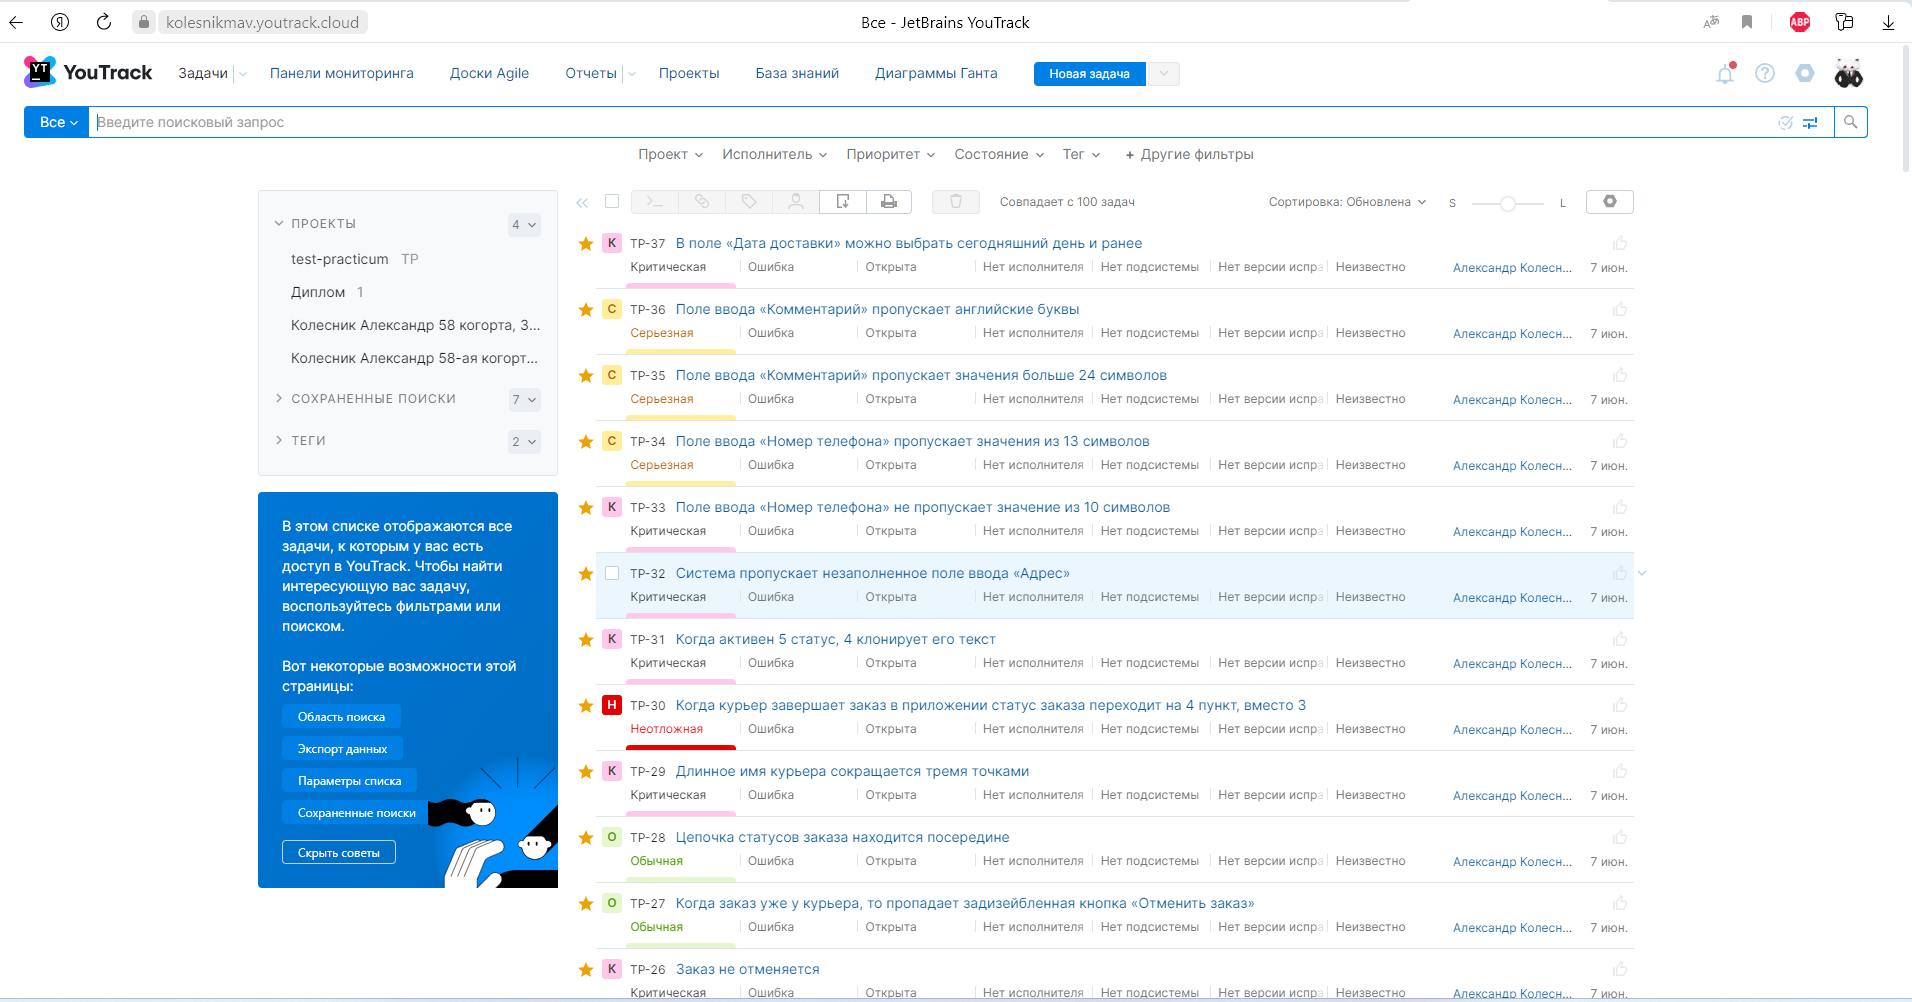 kolesnikmav.youtrack.cloud
Все - JetBrains YouTrack
ABP
YT YouTrack Задачи Панели мониторинга Доски Agile Отчеты Проекты База знаний Диаграммы Ганта Новая задача
Все Введите поисковый запрос
Проект Исполнитель Приоритет Состояние Тег + Другие фильтры
ПРОЕКТЫ 4
test-practicum TP
Диплом 1
Колесник Александр 58 когорта, 3...
Колесник Александр 58-ая когорт...
СОХРАНЕННЫЕ ПОИСКИ 7
ТЕГИ 2
В этом списке отображаются все
задачи, к которым у вас есть
доступ в YouTrack. Чтобы найти
интересующую вас задачу,
воспользуйтесь фильтрами или
поиском.
Вот некоторые возможности этой
страницы:
Область поиска
Экспорт данных
Параметры списка
Сохраненные поиски
Скрыть советы
Совпадает с 100 задач Сортировка: Обновлена S L
К TP-37 В поле «Дата доставки» можно выбрать сегодняшний день и ранее
Критическая Ошибка Открыта Нет исполнителя Нет подсистемы Нет версии испра Неизвестно Александр Колесн... 7 июн.
С TP-36 Поле ввода «Комментарий» пропускает английские буквы
Серьезная Ошибка Открыта Нет исполнителя Нет подсистемы Нет версии испра Неизвестно Александр Колесн... 7 июн.
С TP-35 Поле ввода «Комментарий» пропускает значения больше 24 символов
Серьезная Ошибка Открыта Нет исполнителя Нет подсистемы Нет версии испра Неизвестно Александр Колесн... 7 июн.
С TP-34 Поле ввода «Номер телефона» пропускает значения из 13 символов
Серьезная Ошибка Открыта Нет исполнителя Нет подсистемы Нет версии испра Неизвестно Александр Колесн... 7 июн.
К TP-33 Поле ввода «Номер телефона» не пропускает значение из 10 символов
Критическая Ошибка Открыта Нет исполнителя Нет подсистемы Нет версии испра Неизвестно Александр Колесн... 7 июн.
TP-32 Система пропускает незаполненное поле ввода «Адрес»
Критическая Ошибка Открыта Нет исполнителя Нет подсистемы Нет версии испра Неизвестно Александр Колесн... 7 июн.
К TP-31 Когда активен 5 статус, 4 клонирует его текст
Критическая Ошибка Открыта Нет исполнителя Нет подсистемы Нет версии испра Неизвестно Александр Колесн... 7 июн.
Н TP-30 Когда курьер завершает заказ в приложении статус заказа переходит на 4 пункт, вместо 3
Неотложная Ошибка Открыта Нет исполнителя Нет подсистемы Нет версии испра Неизвестно Александр Колесн... 7 июн.
К TP-29 Длинное имя курьера сокращается тремя точками
Критическая Ошибка Открыта Нет исполнителя Нет подсистемы Нет версии испра Неизвестно Александр Колесн... 7 июн.
О TP-28 Цепочка статусов заказа находится посередине
Обычная Ошибка Открыта Нет исполнителя Нет подсистемы Нет версии испра Неизвестно Александр Колесн... 7 июн.
О TP-27 Когда заказ уже у курьера, то пропадает задизейбленная кнопка «Отменить заказ»
Обычная Ошибка Открыта Нет исполнителя Нет подсистемы Нет версии испра Неизвестно Александр Колесн... 7 июн.
К TP-26 Заказ не отменяется
Критическая Ошибка Открыта Нет исполнителя Нет подсистемы Нет версии испра Неизвестно Александр Колесн... 7 июн.